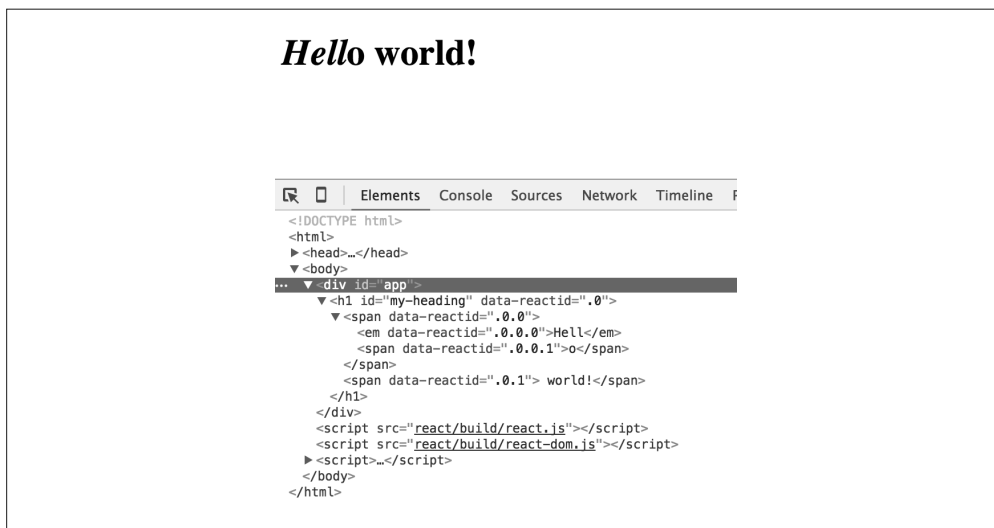 Hello world!
Elements Console Sources Network Timeline
<!DOCTYPE html>
<html>
▶<head>…</head>
▼<body>
… ▼<div id="app">
▼<h1 id="my-heading" data-reactid=".0">
▼<span data-reactid=".0.0">
<em data-reactid=".0.0.0">Hell</em>
<span data-reactid=".0.0.1">o</span>
</span>
<span data-reactid=".0.1"> world!</span>
</h1>
</div>
<script src="react/build/react.js"></script>
<script src="react/build/react-dom.js"></script>
▶<script>…</script>
</body>
</html>